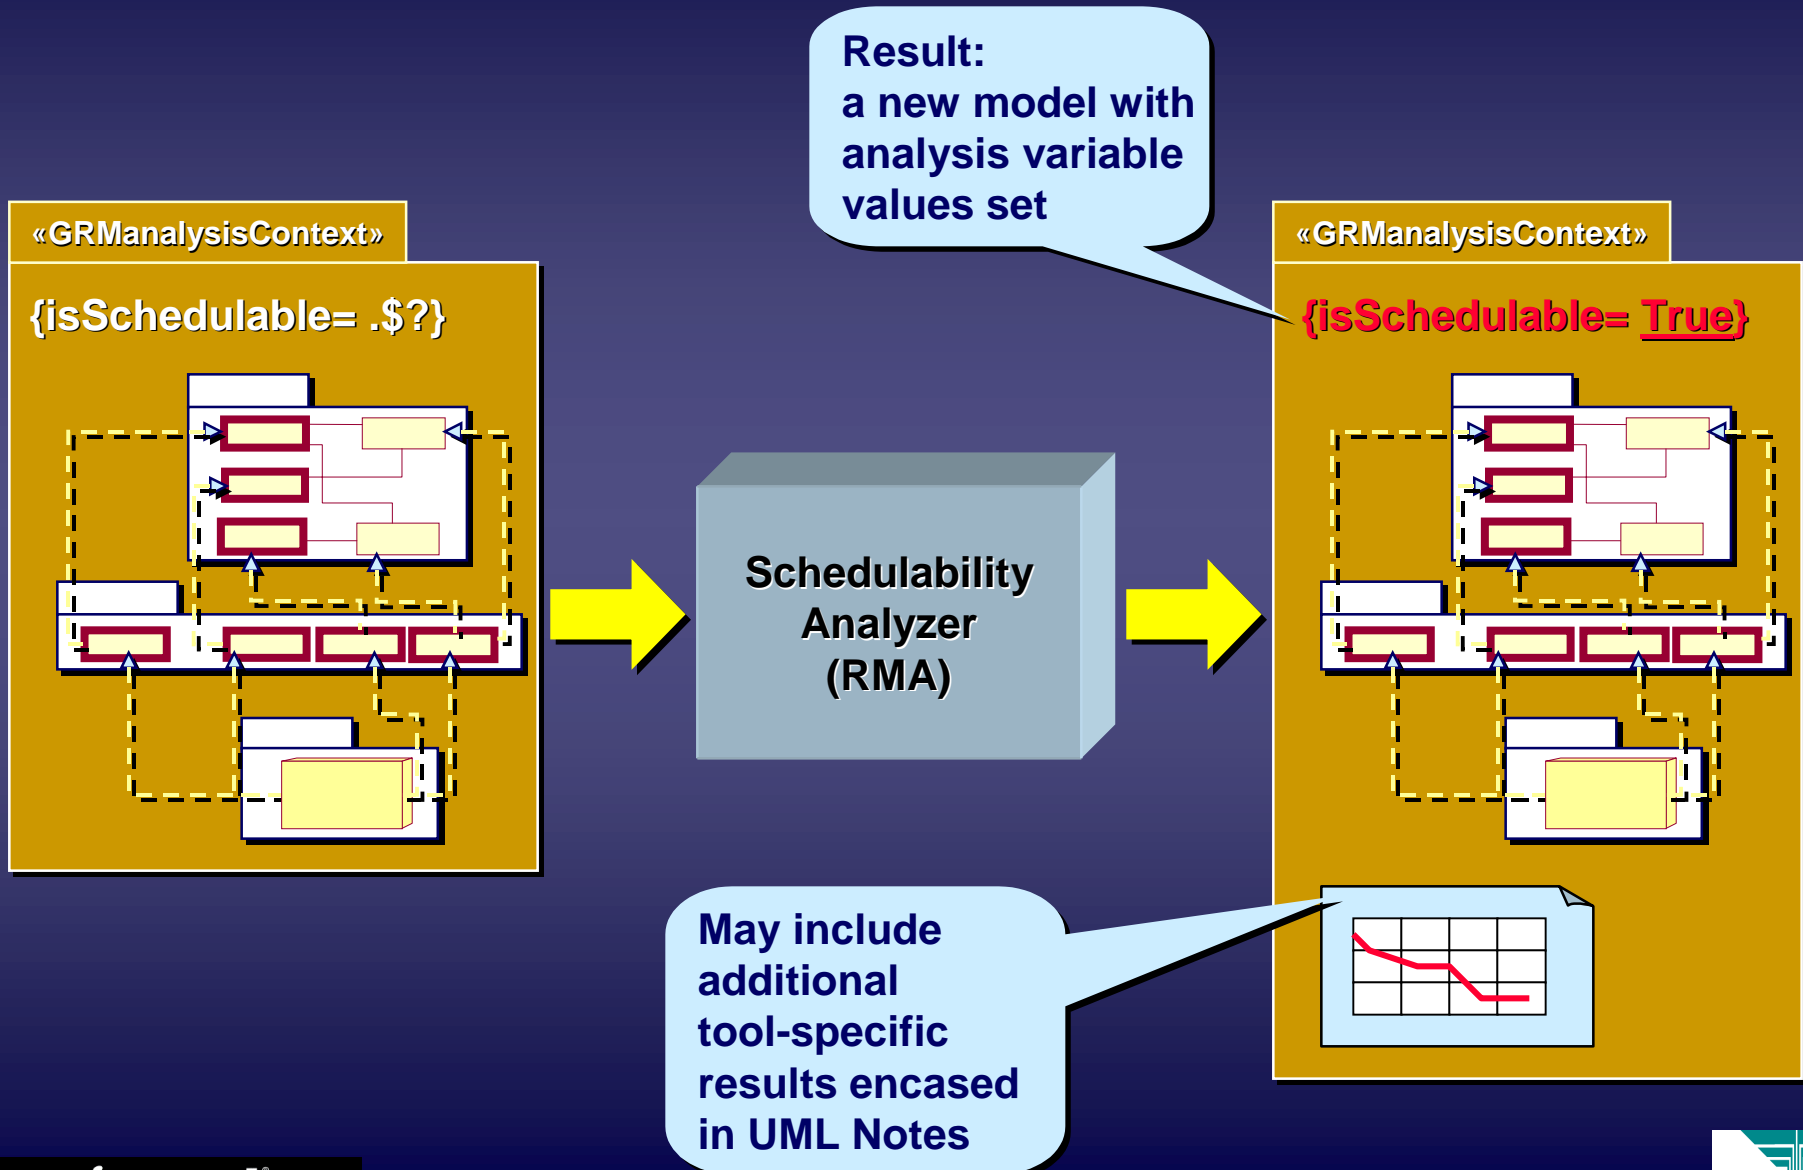 Result:
a new model with
analysis variable
values set
«GRManalysisContext»
{isSchedulable= .$?}
«GRManalysisContext»
{isSchedulable= True}
Schedulability
Analyzer
(RMA)
May include
additional
tool-specific
results encased
in UML Notes